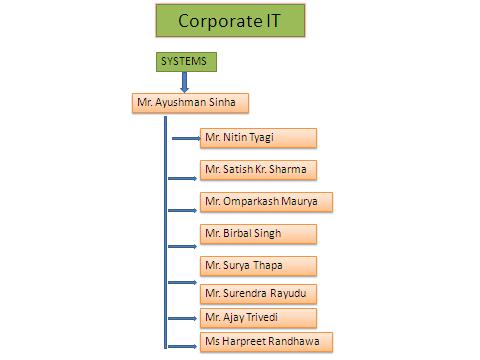 Corporate IT
SYSTEMS
Mr. Ayushman Sinha
Mr. Nitin Tyagi
Mr. Satish Kr. Sharma
Mr. Omparkash Maurya
Mr. Birbal Singh
Mr. Surya Thapa
Mr. Surendra Rayudu
Mr. Ajay Trivedi
Ms Harpreet Randhawa